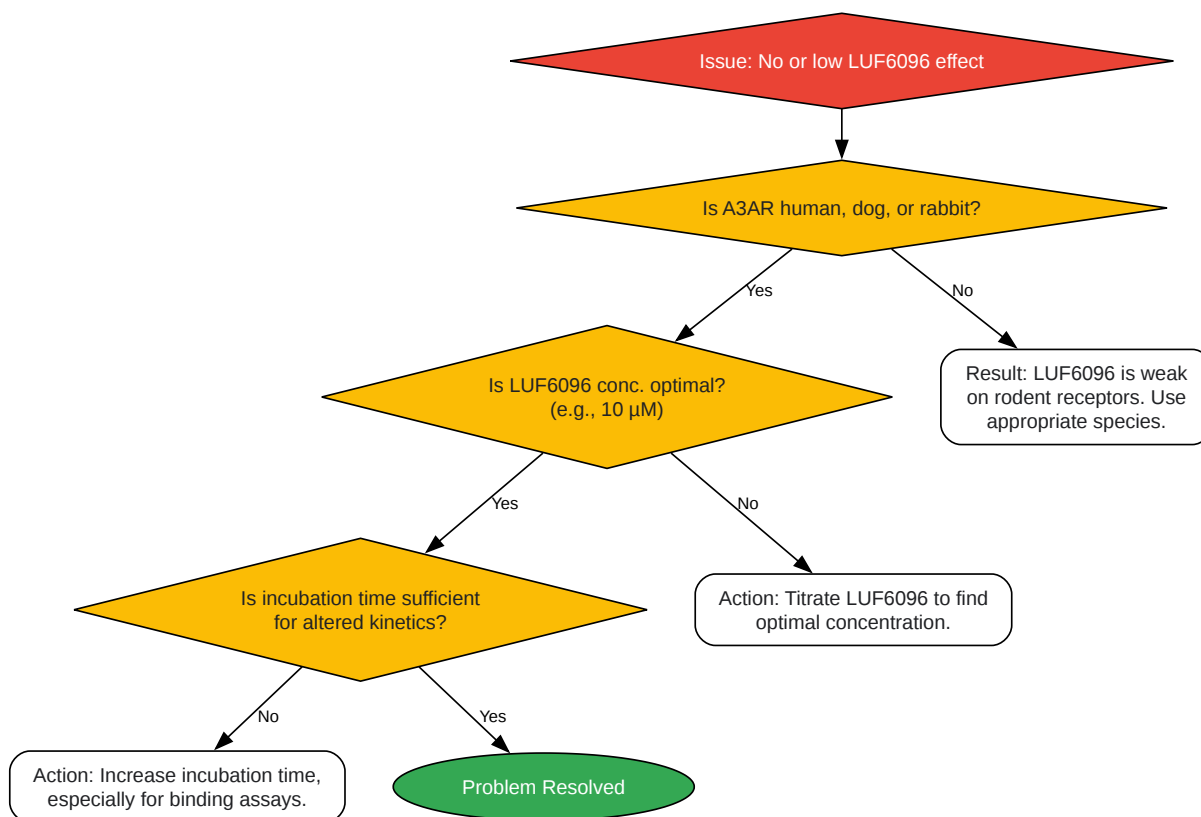 Issue: No or low LUF6096 effect
Is A3AR human, dog, or rabbit?
Yes
No
Is LUF6096 conc. optimal?
(e.g., 10 µM)
Result: LUF6096 is weak
on rodent receptors. Use
appropriate species.
Yes
No
Is incubation time sufficient
for altered kinetics?
Action: Titrate LUF6096 to find
optimal concentration.
No
Yes
Action: Increase incubation time,
especially for binding assays.
Problem Resolved